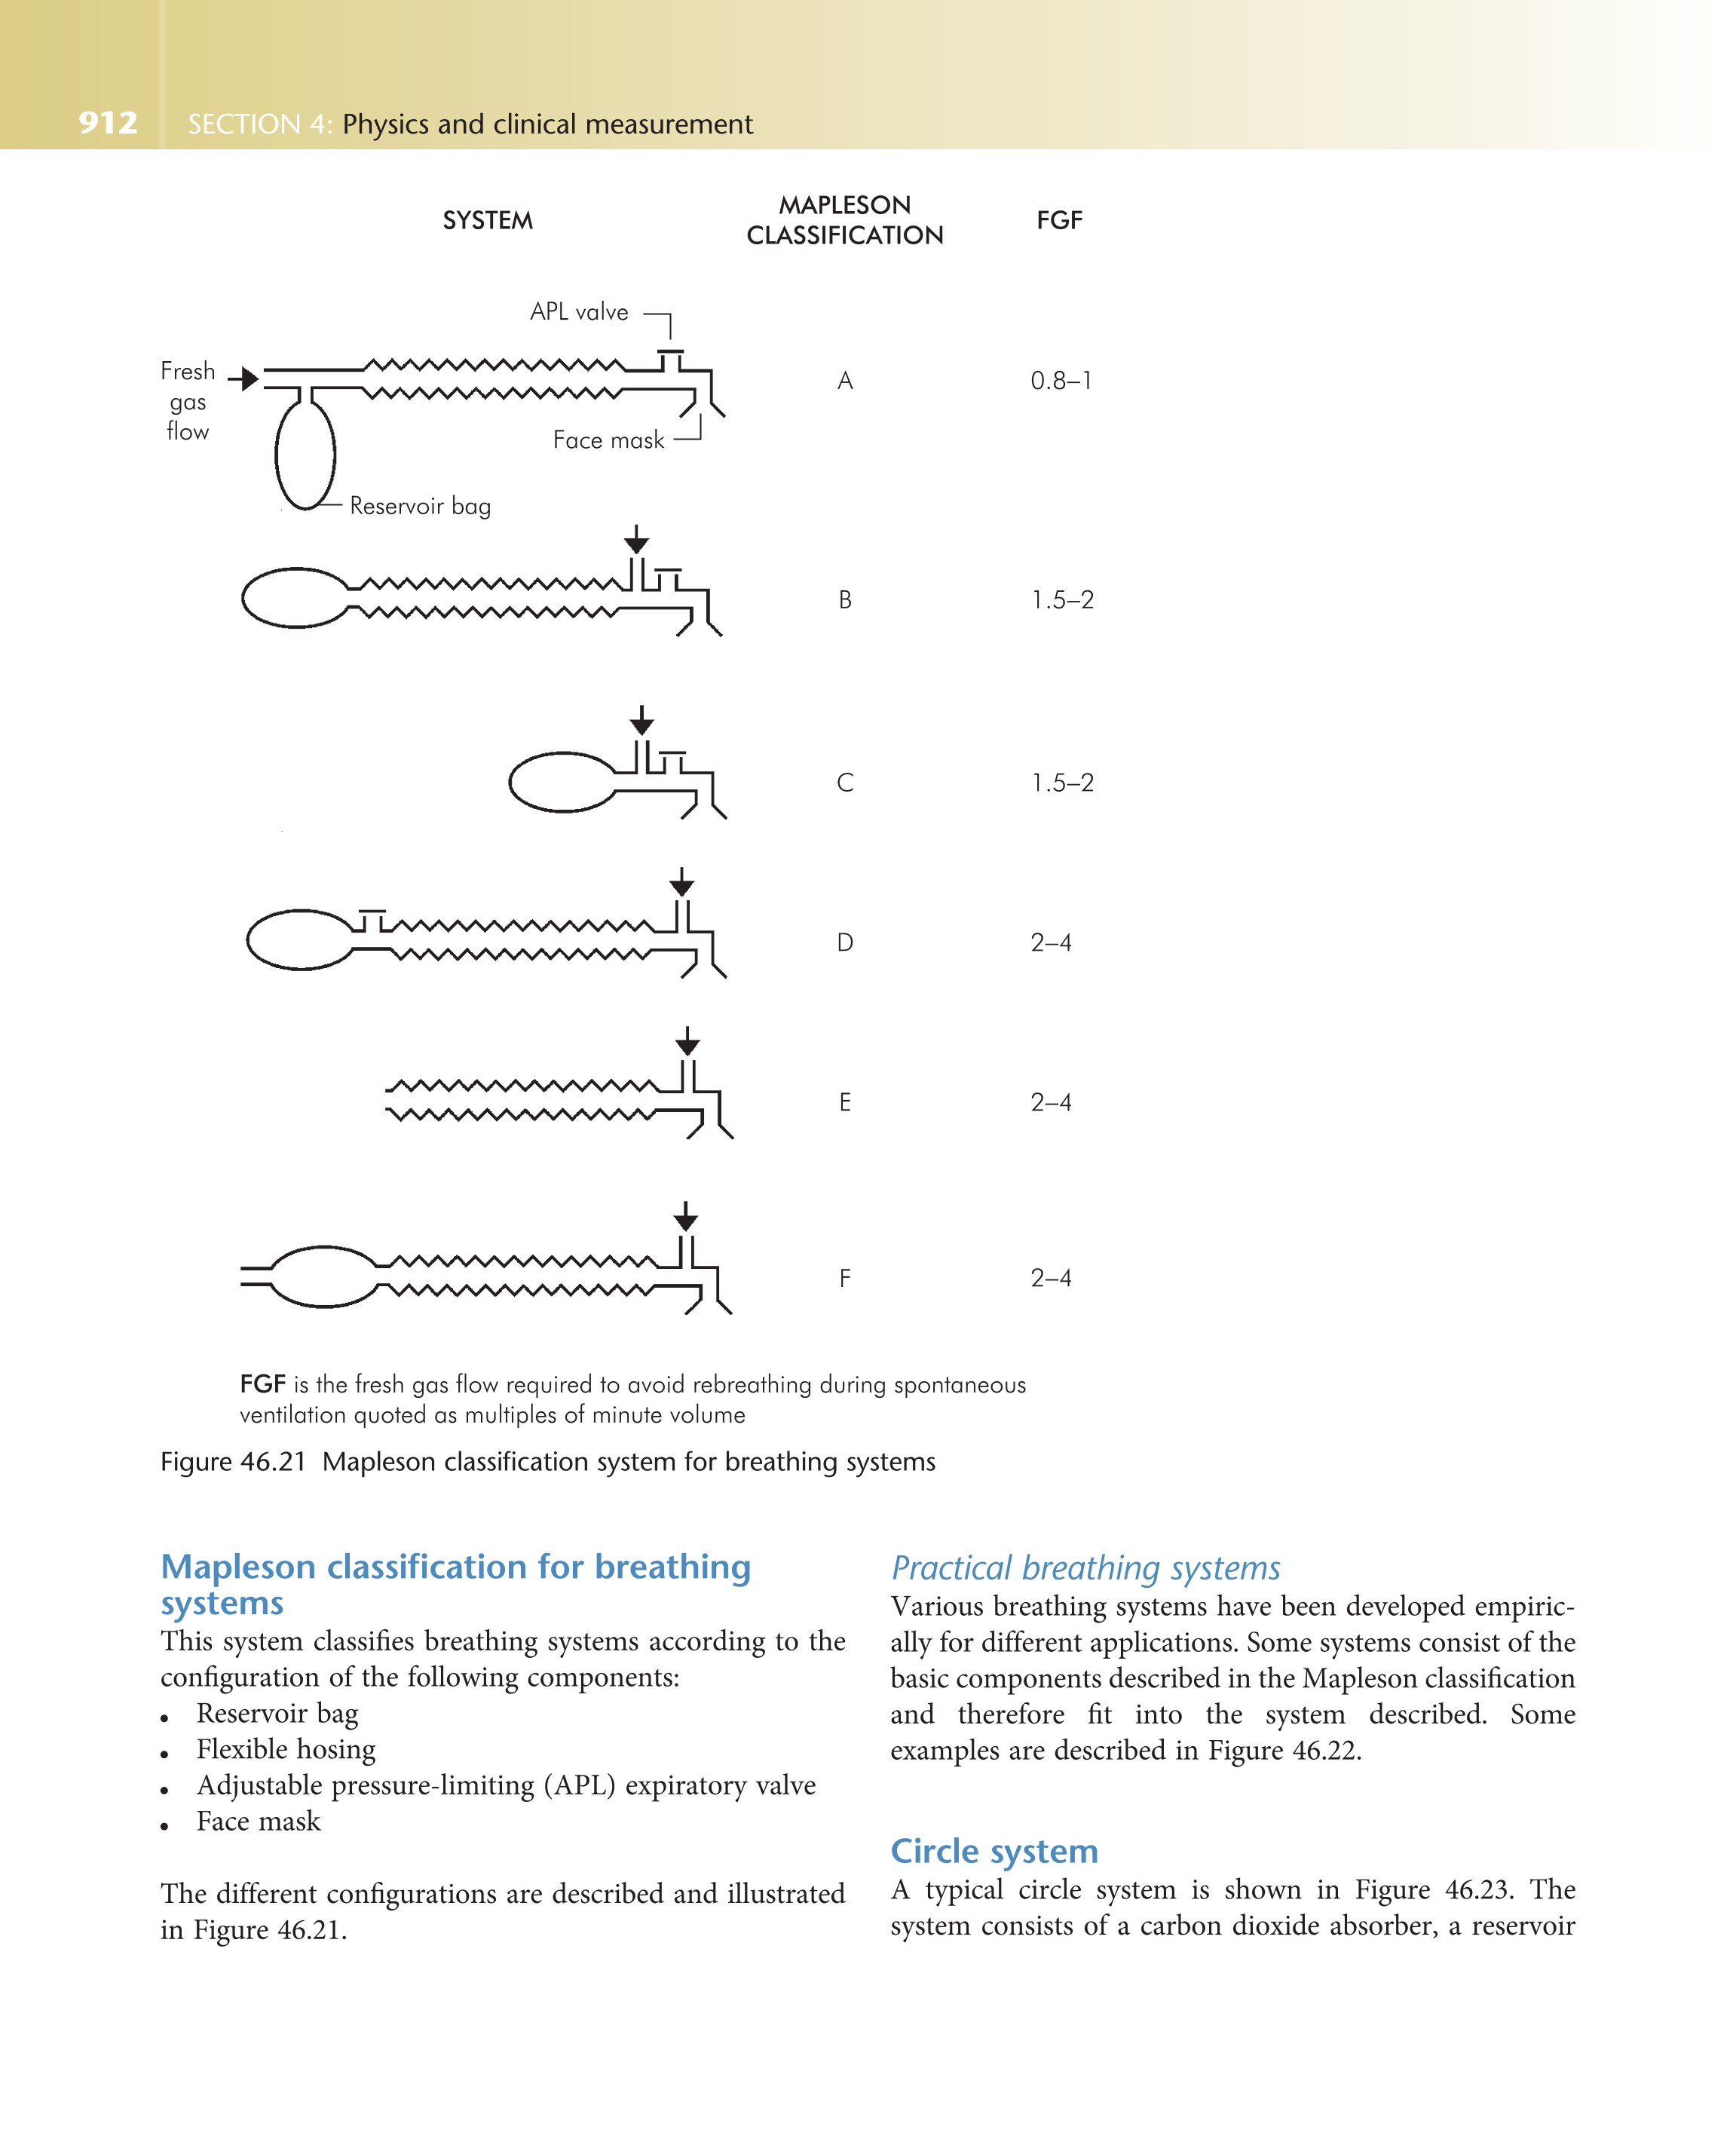 912 SECTION 4: Physics and clinical measurement
SYSTEM
MAPLESON
CLASSIFICATION
FGF
APL valve
Fresh
gas
flow
Face mask
Reservoir bag
A 0.8–1
B 1.5–2
C 1.5–2
D 2–4
E 2–4
F 2–4
FGF is the fresh gas flow required to avoid rebreathing during spontaneous
ventilation quoted as multiples of minute volume
Figure 46.21 Mapleson classification system for breathing systems
Mapleson classification for breathing
systems
This system classifies breathing systems according to the
configuration of the following components:
• Reservoir bag
• Flexible hosing
• Adjustable pressure-limiting (APL) expiratory valve
• Face mask
The different configurations are described and illustrated
in Figure 46.21.
Practical breathing systems
Various breathing systems have been developed empiric-
ally for different applications. Some systems consist of the
basic components described in the Mapleson classification
and therefore fit into the system described. Some
examples are described in Figure 46.22.
Circle system
A typical circle system is shown in Figure 46.23. The
system consists of a carbon dioxide absorber, a reservoir